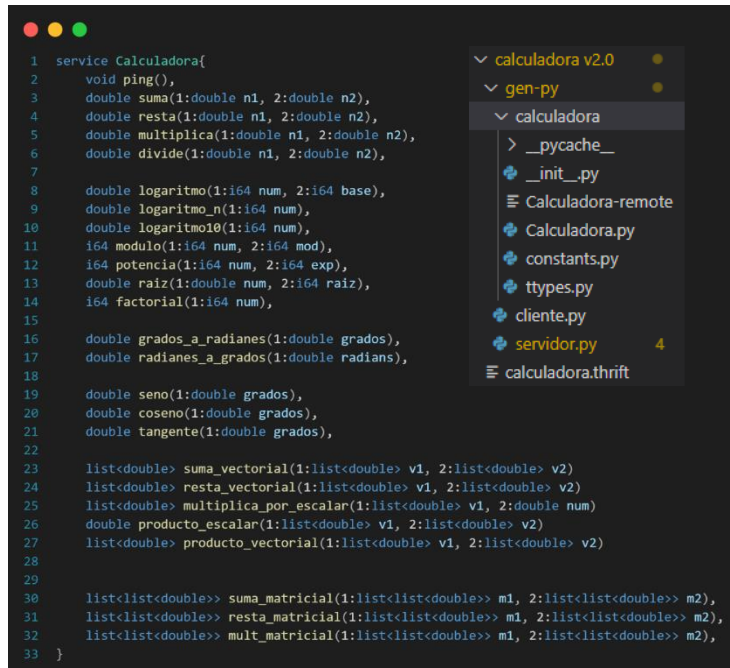 1 service Calculadora{
2 void ping(),
3 double suma(1:double n1, 2:double n2),
4 double resta(1:double n1, 2:double n2),
5 double multiplica(1:double n1, 2:double n2),
6 double divide(1:double n1, 2:double n2),
7
8 double logaritmo(1:i64 num, 2:i64 base),
9 double logaritmo_n(1:i64 num),
10 double logaritmo10(1:i64 num),
11 i64 modulo(1:i64 num, 2:i64 mod),
12 i64 potencia(1:i64 num, 2:i64 exp),
13 double raiz(1:double num, 2:i64 raiz),
14 i64 factorial(1:i64 num),
15
16 double grados_a_radianes(1:double grados),
17 double radianes_a_grados(1:double radians),
18
19 double seno(1:double grados),
20 double coseno(1:double grados),
21 double tangente(1:double grados),
22
23 list<double> suma_vectorial(1:list<double> v1, 2:list<double> v2)
24 list<double> resta_vectorial(1:list<double> v1, 2:list<double> v2)
25 list<double> multiplica_por_escalar(1:list<double> v1, 2:double num)
26 double producto_escalar(1:list<double> v1, 2:list<double> v2)
27 list<double> producto_vectorial(1:list<double> v1, 2:list<double> v2)
28
29
30 list<list<double>> suma_matricial(1:list<list<double>> m1, 2:list<list<double>> m2),
31 list<list<double>> resta_matricial(1:list<list<double>> m1, 2:list<list<double>> m2),
32 list<list<double>> mult_matricial(1:list<list<double>> m1, 2:list<list<double>> m2),
33 }
calculadora v2.0
gen-py
calculadora
__pycache__
__init__.py
Calculadora-remote
Calculadora.py
constants.py
ttypes.py
cliente.py
servidor.py 4
calculadora.thrift